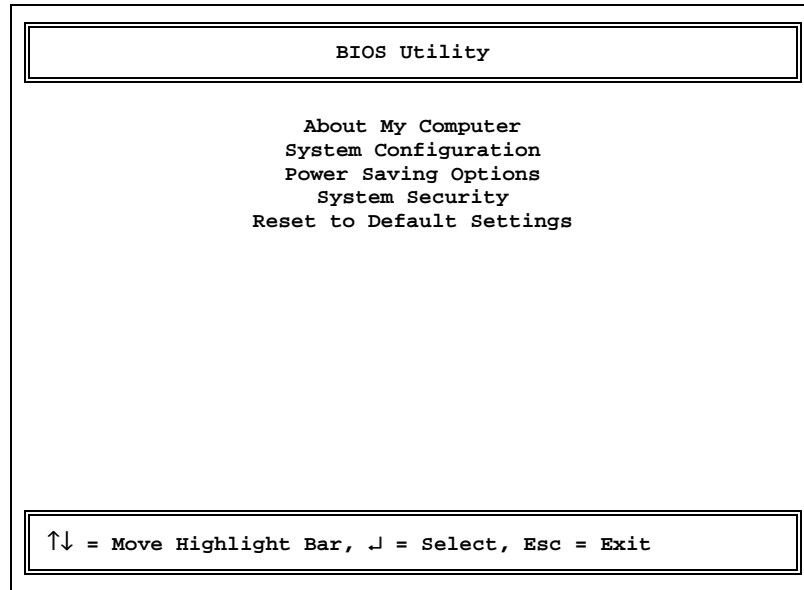 BIOS Utility
About My Computer
System Configuration
Power Saving Options
System Security
Reset to Default Settings
↑↓ = Move Highlight Bar, ↵ = Select, Esc = Exit